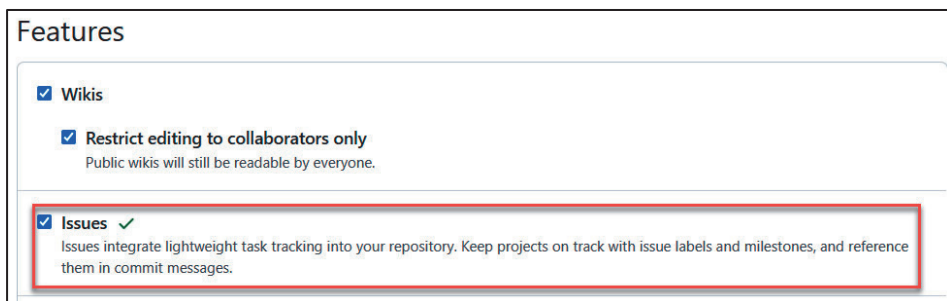 Features
Wikis
Restrict editing to collaborators only
Public wikis will still be readable by everyone.
Issues
Issues integrate lightweight task tracking into your repository. Keep projects on track with issue labels and milestones, and reference
them in commit messages.